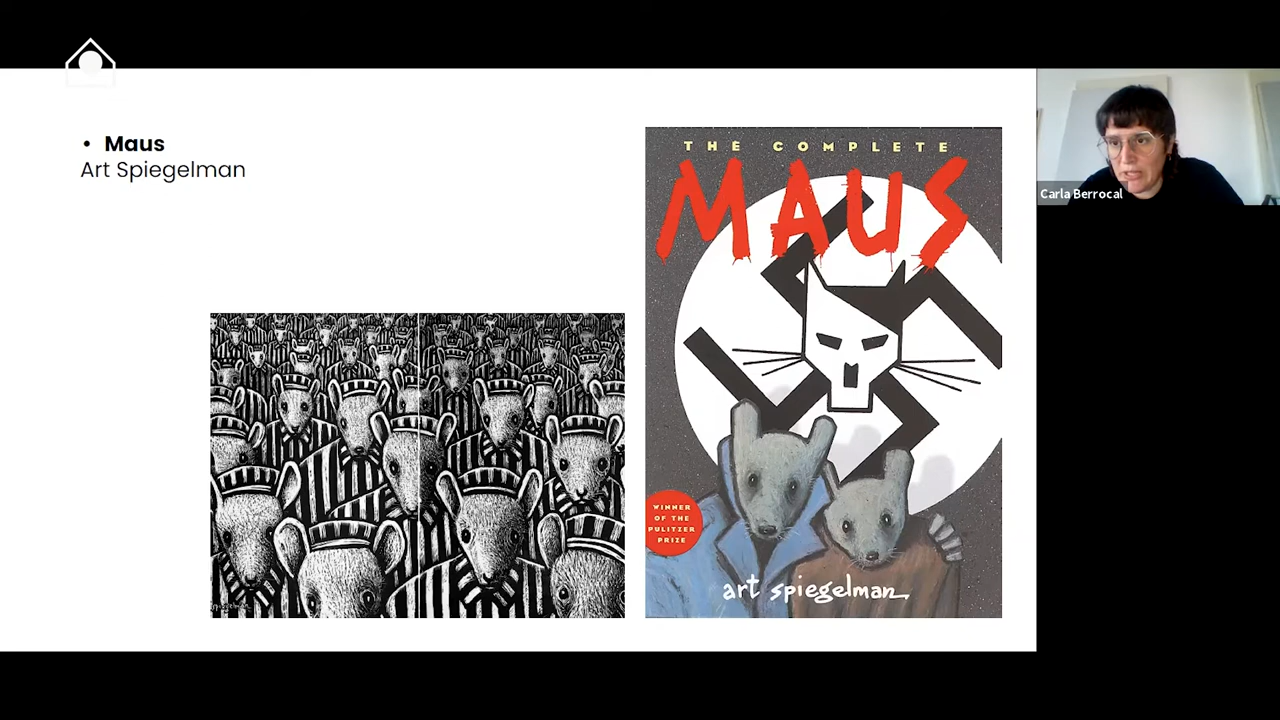 • Maus
Art Spiegelman
THE COMPLETE
MAUS
WINNER
OF THE
PULITZER
PRIZE
art spiegelman
Carla Berrocal